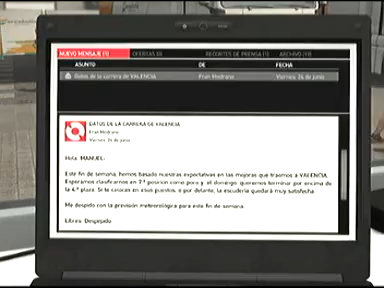 NUEVO MENSAJE (1) OFERTAS (0) RECORTES DE PRENSA (1) ARCHIVO (10)
ASUNTO DE FECHA
Datos de la carrera de VALENCIA Fran Medrano Viernes 24 de junio
DATOS DE LA CARRERA DE VALENCIA
Fran Medrano
Viernes 24 de junio
Hola, MANUEL:
Este fin de semana, hemos basado nuestras expectativas en las mejoras que traemos a VALENCIA.
Esperamos clasificarnos en 3ª posición como poco y, el domingo, queremos terminar por encima de
la 4ª plaza. Si te colocas en esos puestos, o por delante, la escudería quedará muy satisfecha.
Me despido con la previsión meteorológica para este fin de semana.
Libres: Despejado